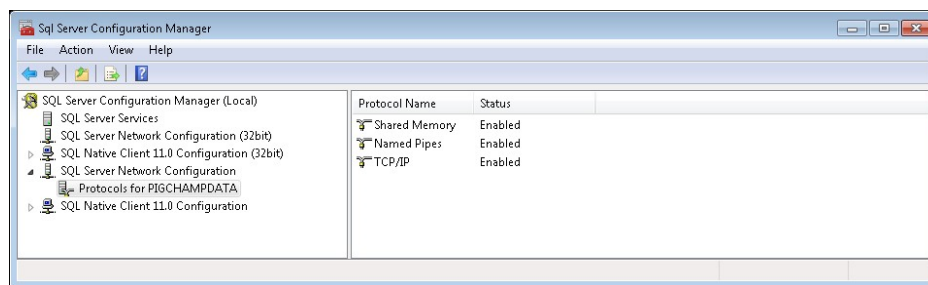 Sql Server Configuration Manager
File Action View Help
SQL Server Configuration Manager (Local)
SQL Server Services
SQL Server Network Configuration (32bit)
SQL Native Client 11.0 Configuration (32bit)
SQL Server Network Configuration
Protocols for PIGCHAMPDATA
SQL Native Client 11.0 Configuration
Protocol Name Status
Shared Memory Enabled
Named Pipes Enabled
TCP/IP Enabled